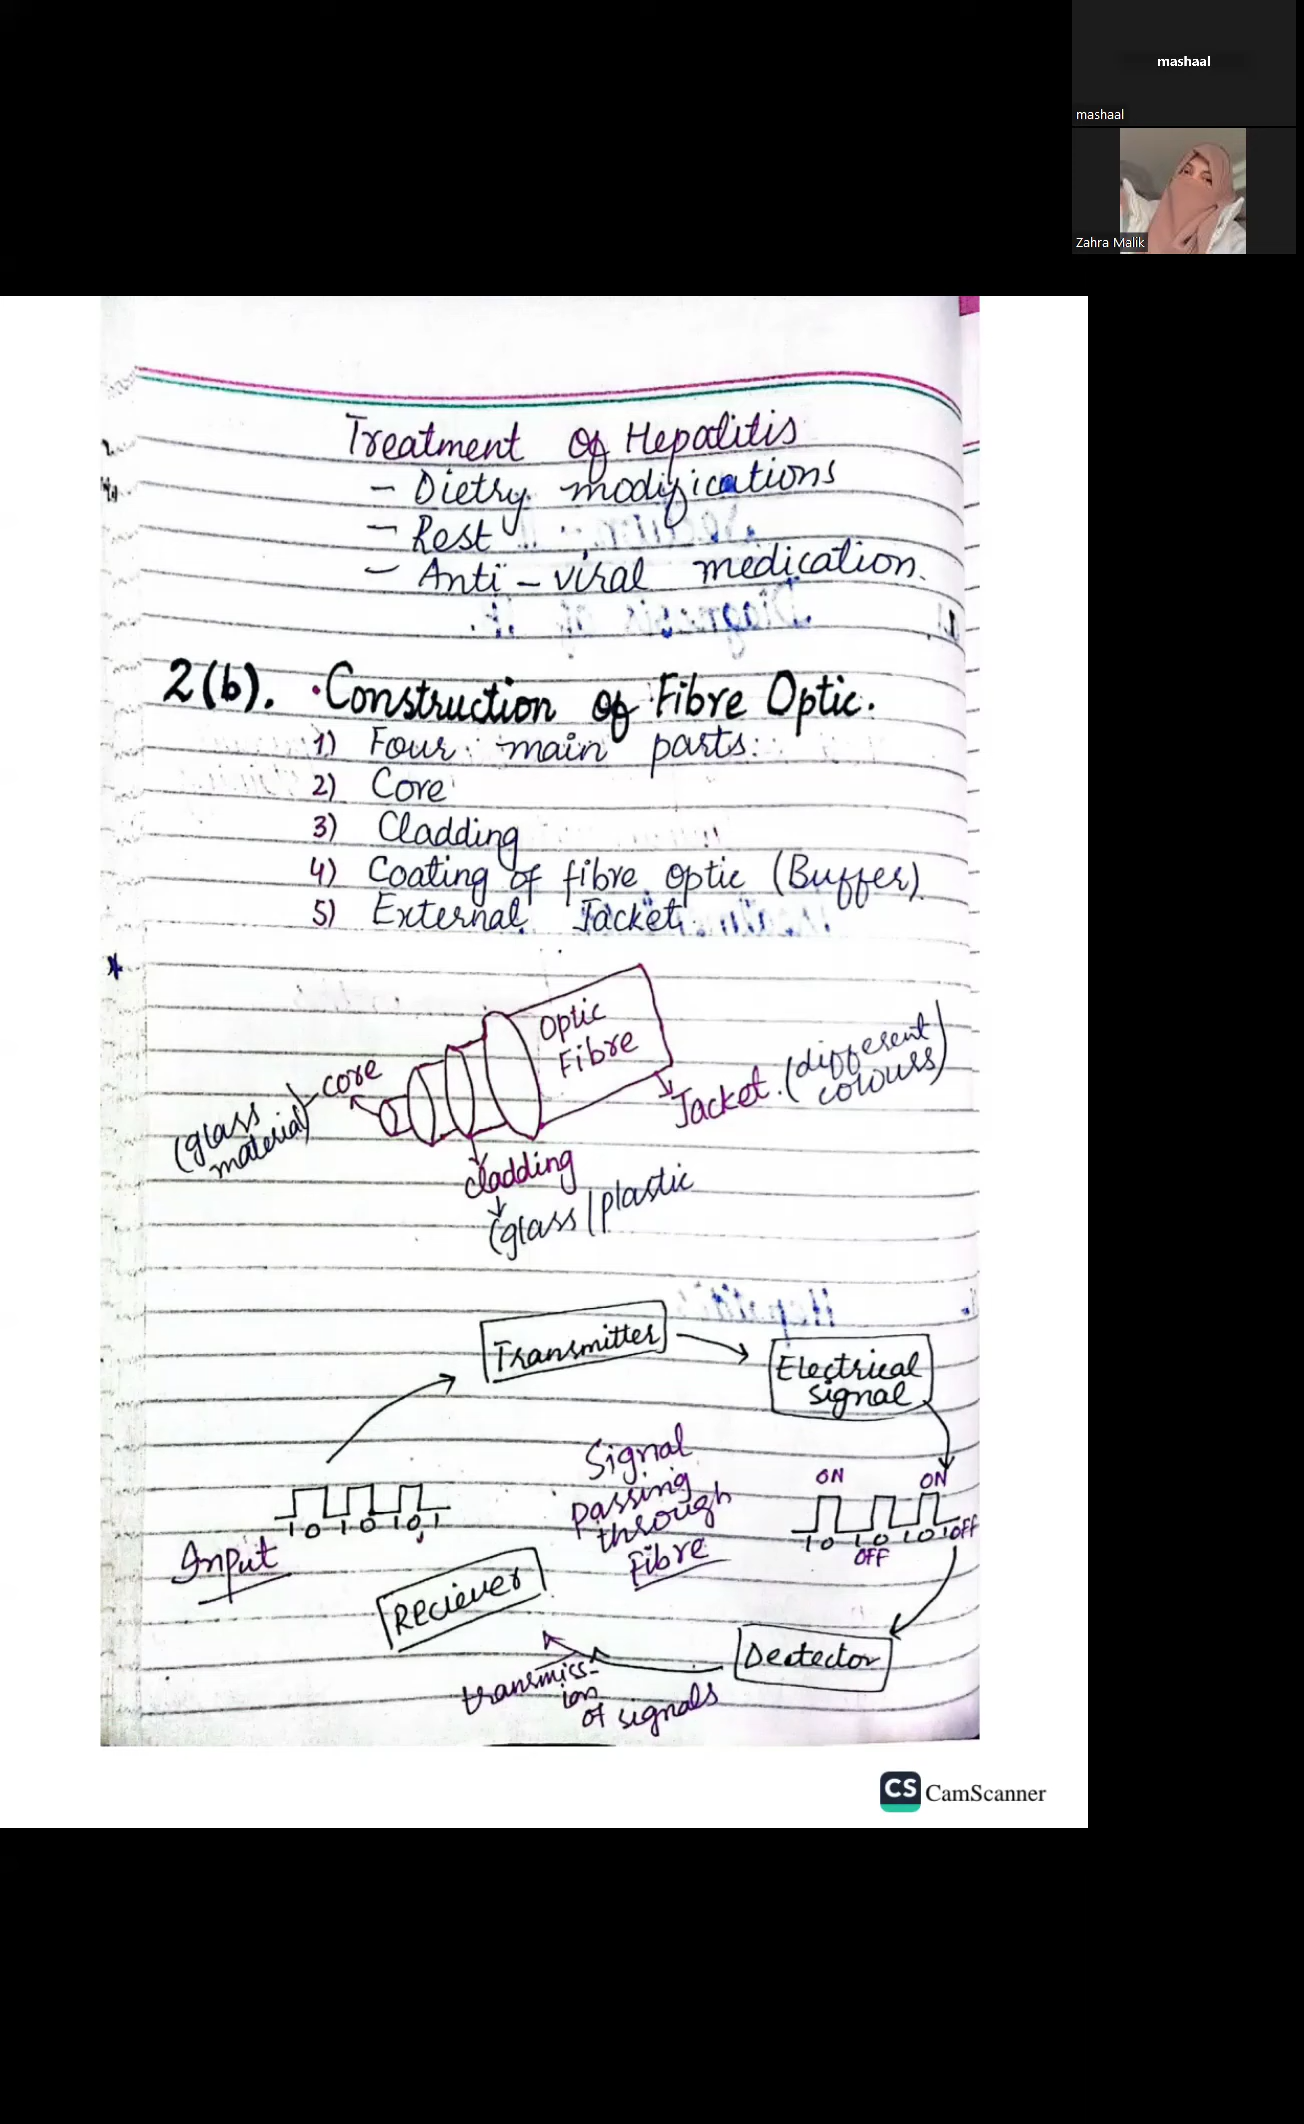 mashaal
mashaal
Zahra Malik
Treatment of Hepatitis
- Dietry modifications
- Rest
- Anti-viral medication.
2(b). Construction of Fibre Optic.
1) Four main parts:
2) Core
3) Cladding
4) Coating of fibre optic (Buffer)
5) External Jacket.
Optic
Fibre
core
(glass
material)
Jacket. (different
colours)
cladding
(glass/plastic
Transmitter
Electrical
signal
Signal
passing
through
Fibre
ON
ON
1 0 1 0 1 0 1
1 0 1 0 1 0 1 OFF
OFF
Input
Reciever
Dectector
transmiss-
ion
of signals
CS CamScanner